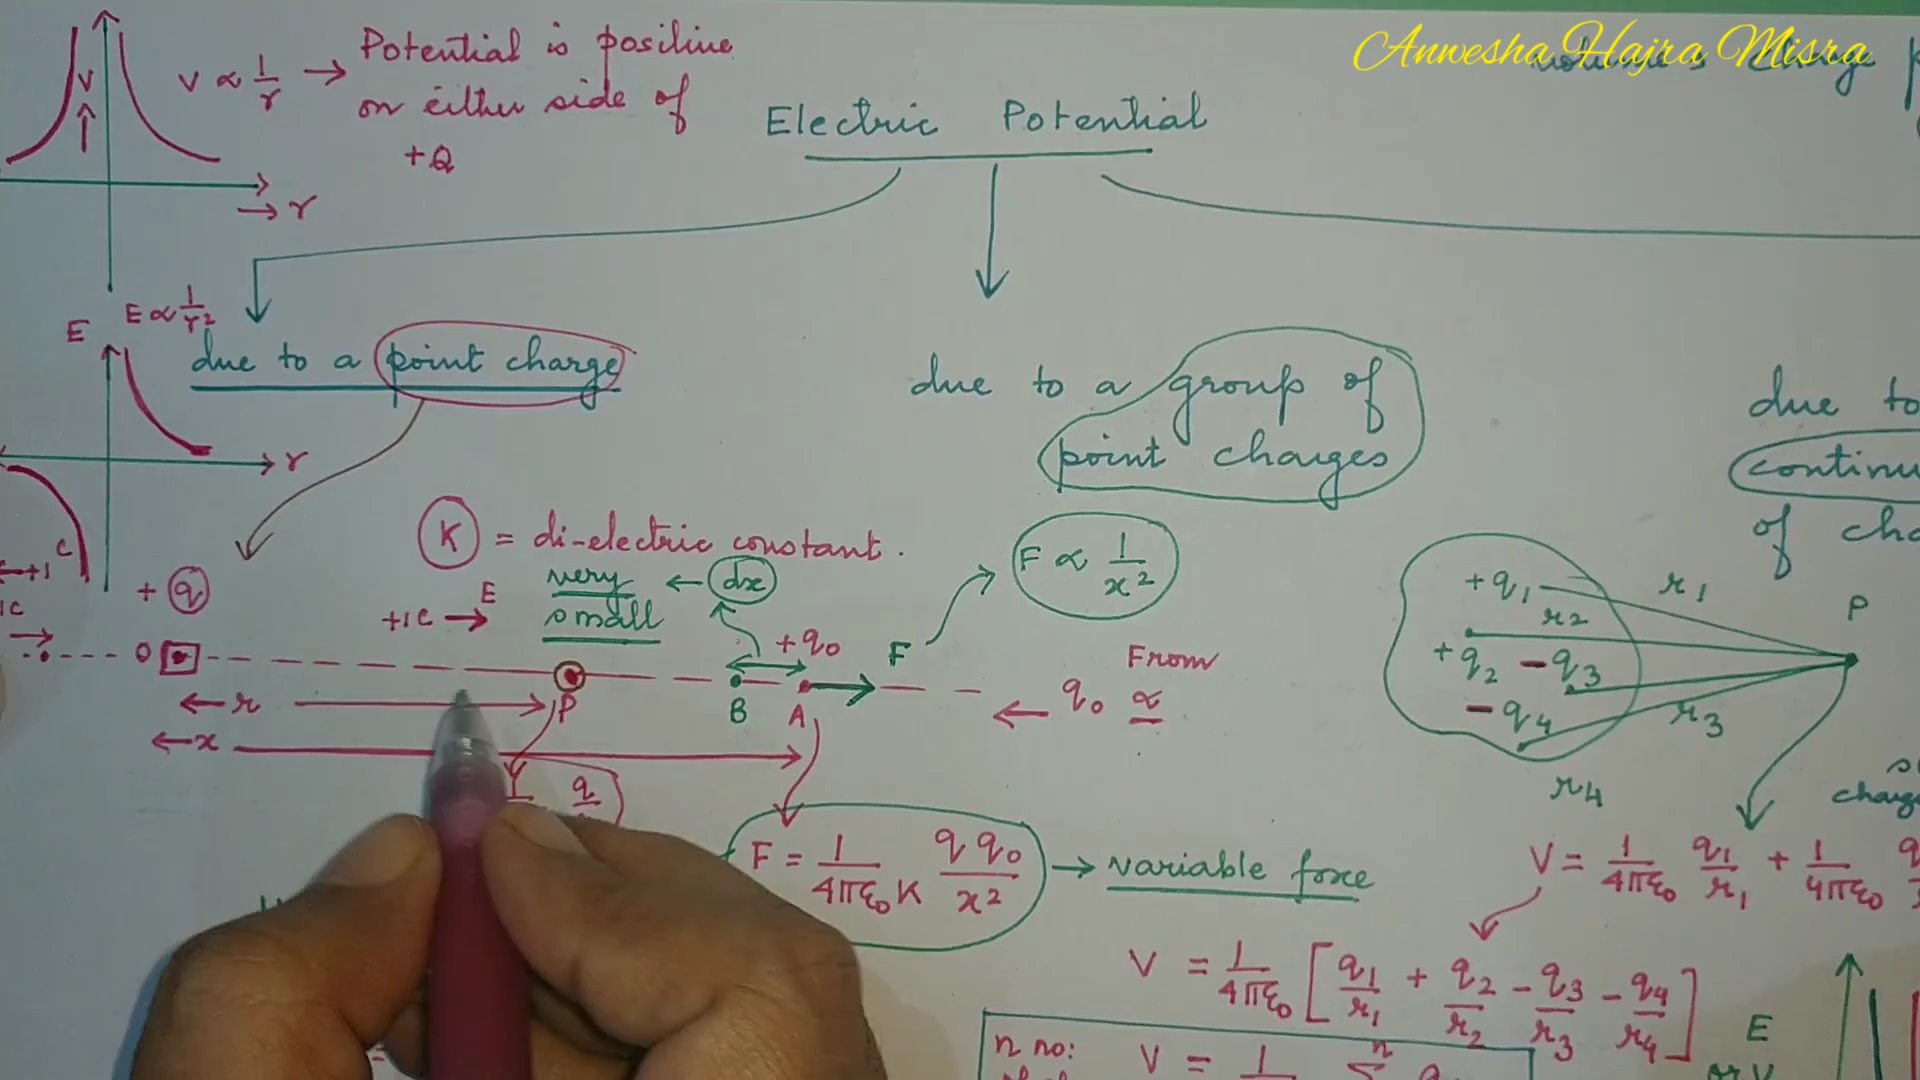 Anwesha Hajra Misra
V ∝ 1/r → Potential is positive
on either side of
+Q
V
r
Electric Potential
E ∝ 1/r²
E
r
due to a point charge
due to a group of
point charges
due to
of
K = di-electric constant.
+q
+1C → E
very ← dx
small
+q₀
F
F ∝ 1/x²
From
← q₀ ∝
O
P
B
A
← r →
← x →
F = 1/4πε₀K qq₀/x² → variable force
+q₁
r₁
r₂
P
+q₂ -q₃
-q₄
r₃
r₄
V = 1/4πε₀ q₁/r₁ + 1/4πε₀
V = 1/4πε₀ [q₁/r₁ + q₂/r₂ - q₃/r₃ - q₄/r₄]
n no:
V =
E
or V